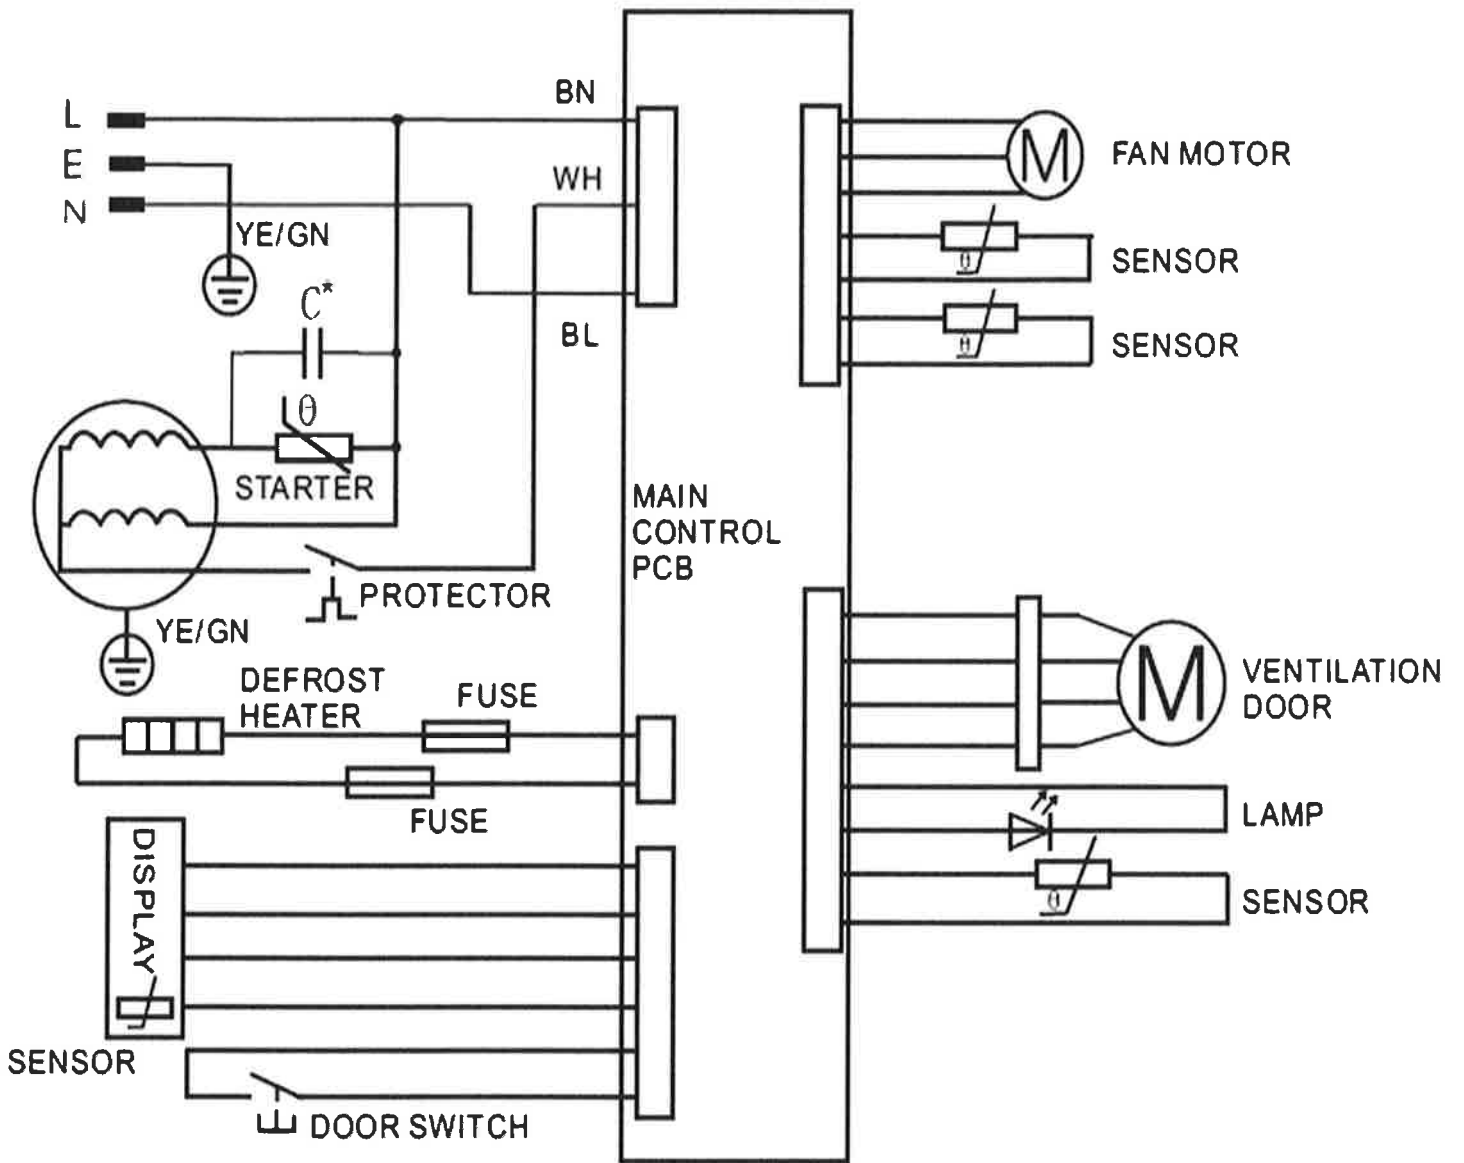 L
BN
E
WH
N
YE/GN
C*
BL
θ
STARTER
PROTECTOR
YE/GN
DEFROST
HEATER
FUSE
FUSE
DISPLAY
SENSOR
DOOR SWITCH
MAIN
CONTROL
PCB
M
FAN MOTOR
θ
SENSOR
θ
SENSOR
M
VENTILATION
DOOR
LAMP
θ
SENSOR